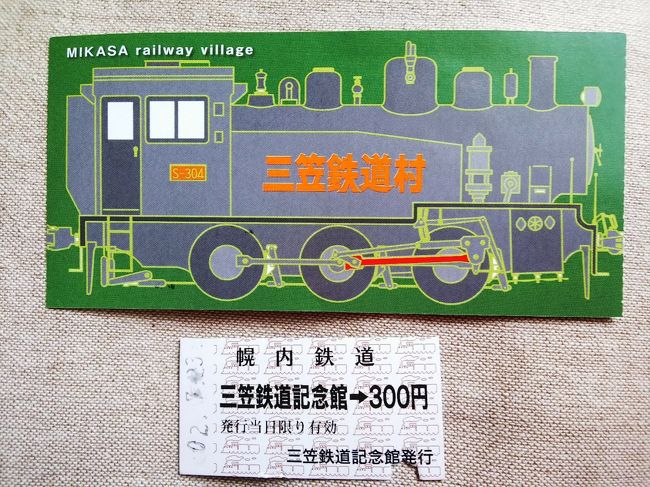 MIKASA railway village
三笠鉄道村
S-304
幌内鉄道
三笠鉄道記念館➡300円
発行当日限り有効
三笠鉄道記念館発行